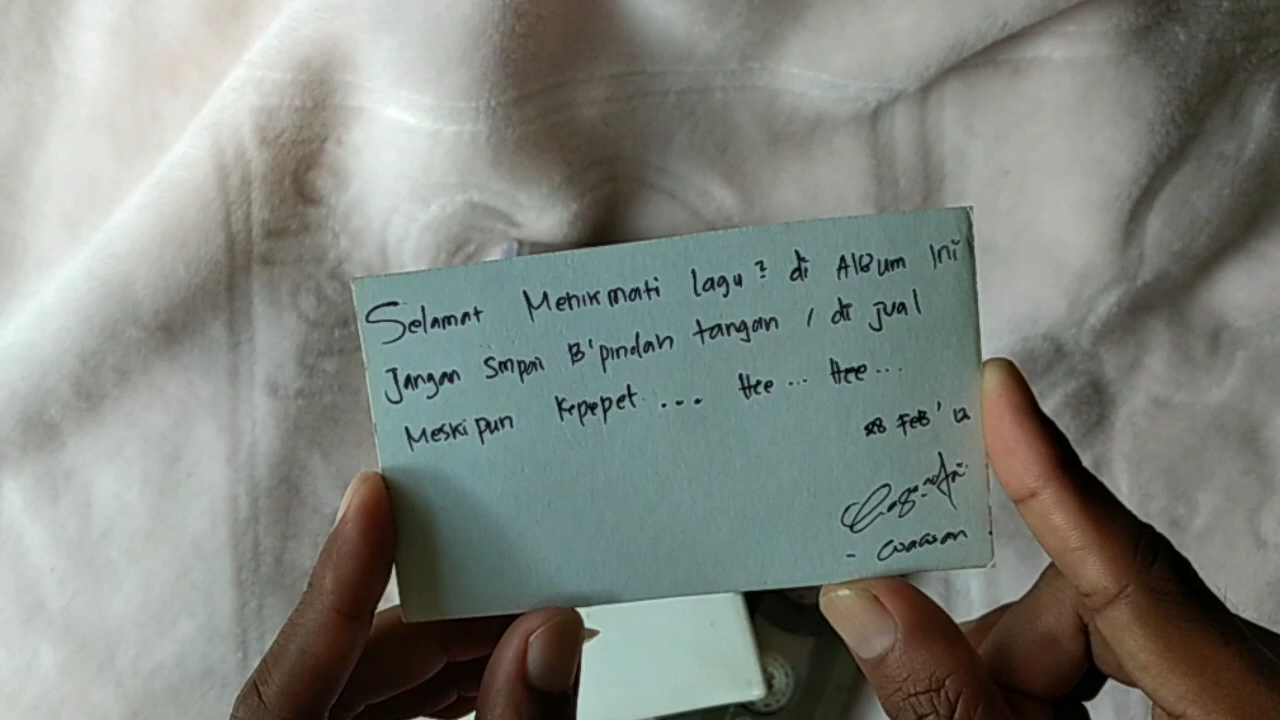 Selamat Menikmati lagu² di Album Ini
Jangan Smpai B'pindah tangan / di jual
Meskipun Kepepet ... Hee ... Hee ...
28 Feb' 12